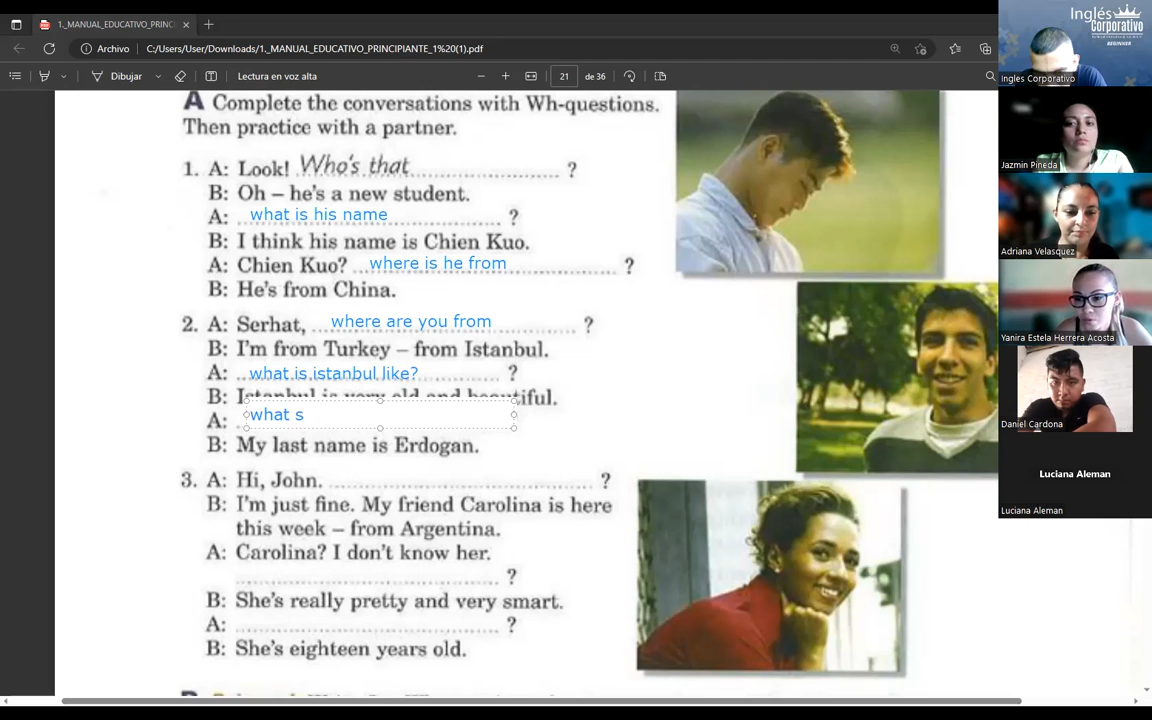 1._MANUAL_EDUCATIVO_PRINC
Archivo
C:/Users/User/Downloads/1._MANUAL_EDUCATIVO_PRINCIPIANTE_1%20(1).pdf
Dibujar
Lectura en voz alta
21
de 36
A Complete the conversations with Wh-questions.
Then practice with a partner.
1. A: Look! Who's that ?
B: Oh – he's a new student.
A: what is his name ?
B: I think his name is Chien Kuo.
A: Chien Kuo? where is he from ?
B: He's from China.
2. A: Serhat, where are you from ?
B: I'm from Turkey – from Istanbul.
A: what is istanbul like? ?
B: Istanbul is very old and beautiful.
A: what s
B: My last name is Erdogan.
3. A: Hi, John. ?
B: I'm just fine. My friend Carolina is here
this week – from Argentina.
A: Carolina? I don't know her.
?
B: She's really pretty and very smart.
A: ?
B: She's eighteen years old.
Inglés
Corporativo
BEGINNER
Ingles Corporativo
Jazmin Pineda
Adriana Velasquez
Yanira Estela Herrera Acosta
Daniel Cardona
Luciana Aleman
Luciana Aleman